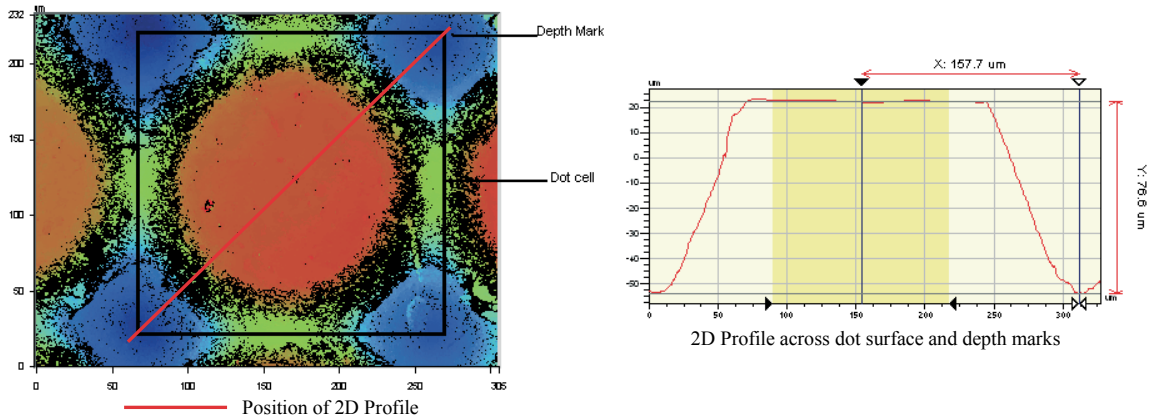 um
232
200
150
100
50
0
0 50 100 150 200 250 305
Depth Mark
Dot cell
Position of 2D Profile
X: 157.7 um
um
20
10
0
-10
-20
-30
-40
-50
0 50 100 150 200 250 300
um
Y: 76.6 um
2D Profile across dot surface and depth marks